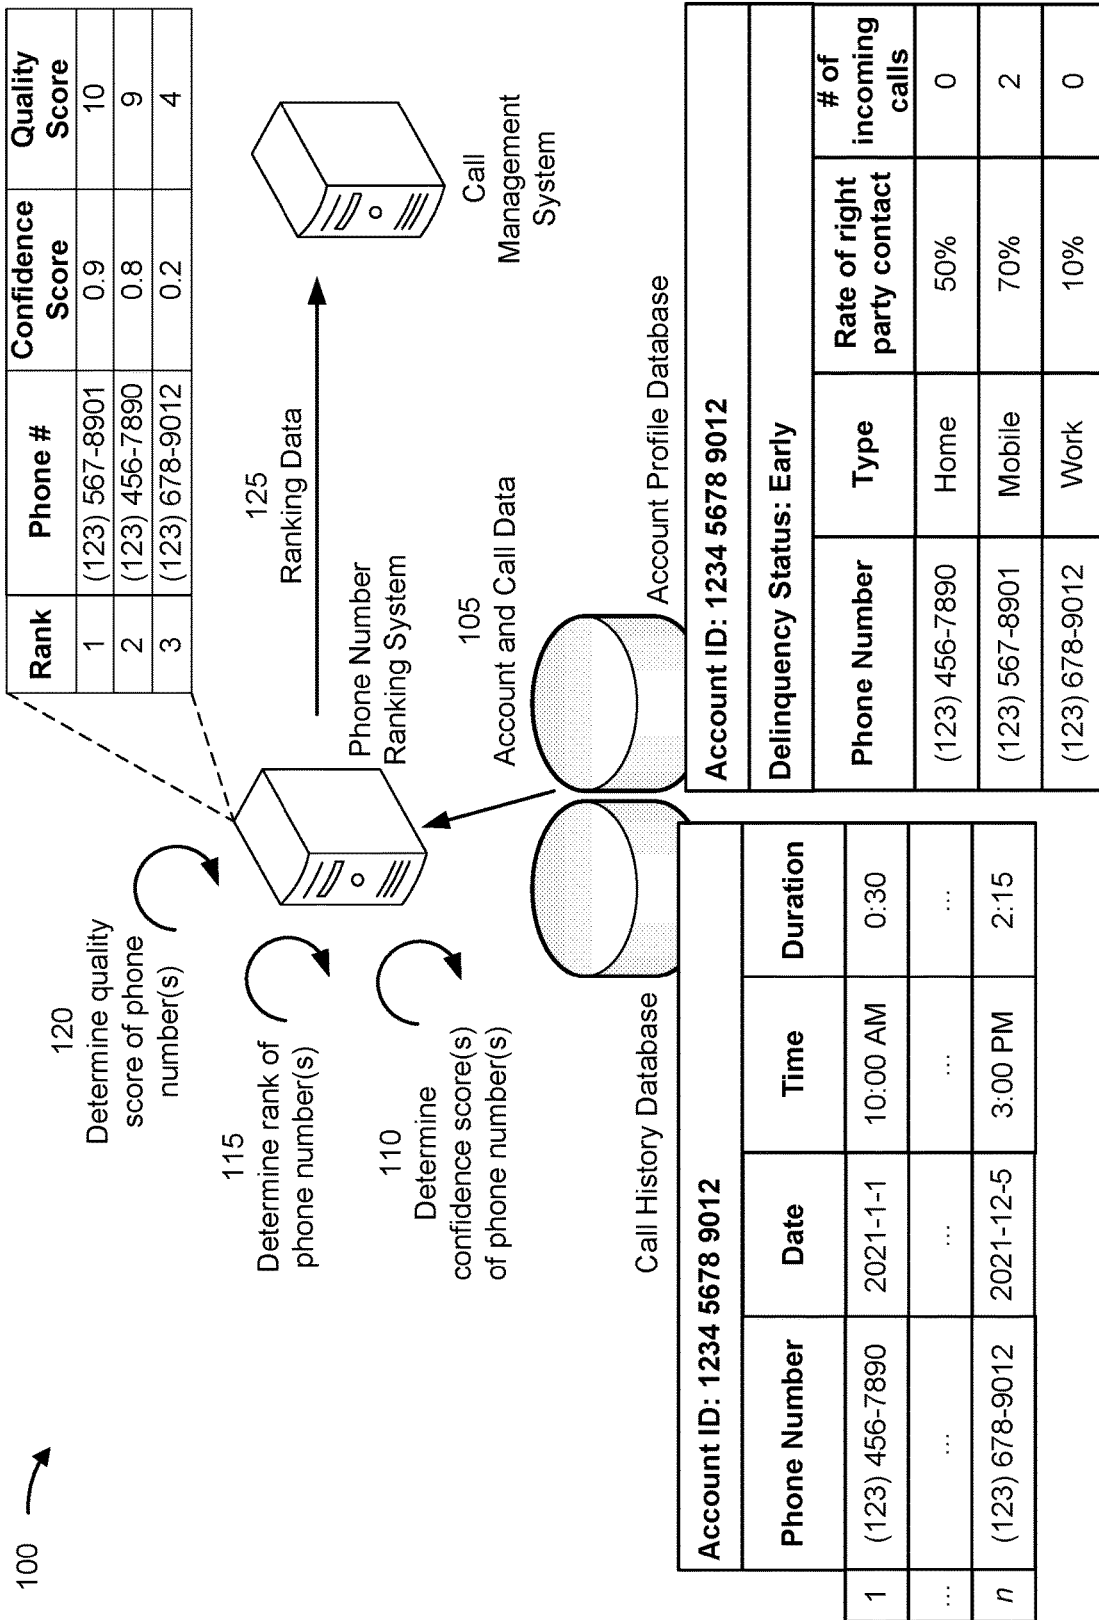 100
120
Determine quality
score of phone
number(s)
115
Determine rank of
phone number(s)
110
Determine
confidence score(s)
of phone number(s)
Rank Phone # Confidence Score Quality Score
1 (123) 567-8901 0.9 10
2 (123) 456-7890 0.8 9
3 (123) 678-9012 0.2 4
Phone Number
Ranking System
125
Ranking Data
Call
Management
System
105
Account and Call Data
Call History Database
Account Profile Database
Account ID: 1234 5678 9012
Phone Number Date Time Duration
1 (123) 456-7890 2021-1-1 10:00 AM 0:30
... ... ... ... ...
n (123) 678-9012 2021-12-5 3:00 PM 2:15
Account ID: 1234 5678 9012
Delinquency Status: Early
Phone Number Type Rate of right party contact # of incoming calls
(123) 456-7890 Home 50% 0
(123) 567-8901 Mobile 70% 2
(123) 678-9012 Work 10% 0